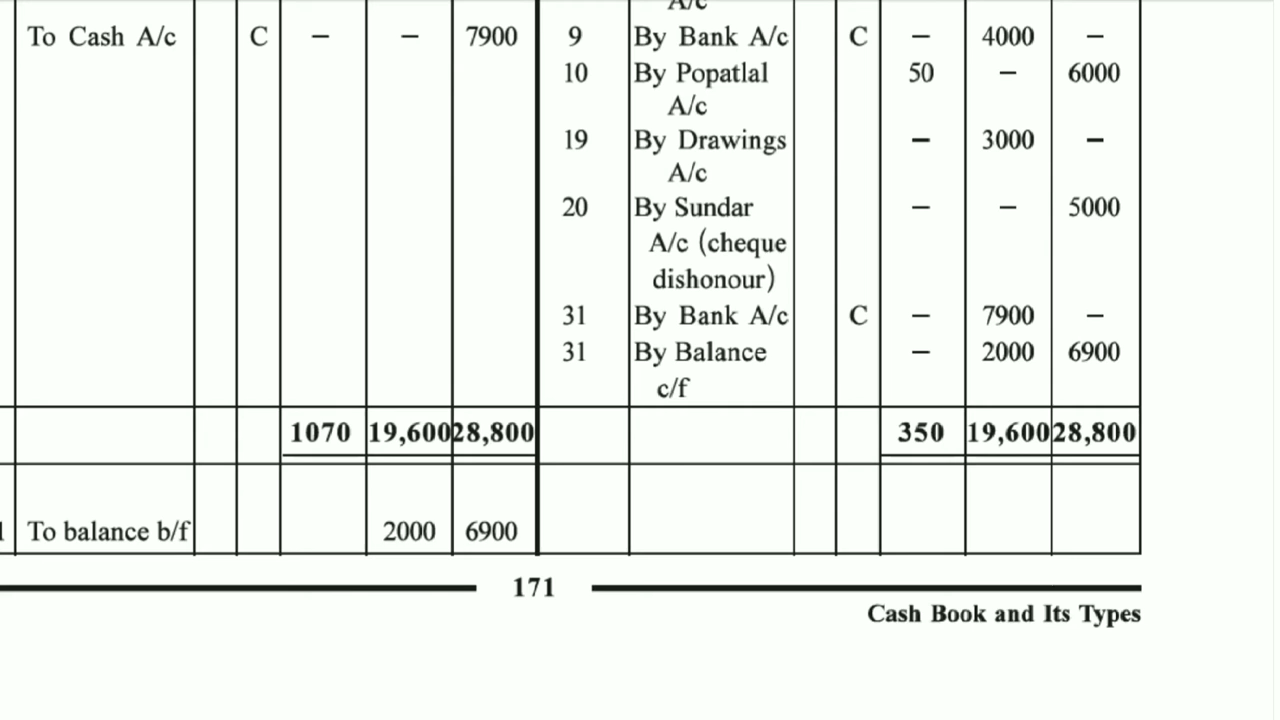 A/c
To Cash A/c C – – 7900 9 By Bank A/c C – 4000 –
10 By Popatlal 50 – 6000
A/c
19 By Drawings – 3000 –
A/c
20 By Sundar – – 5000
A/c (cheque
dishonour)
31 By Bank A/c C – 7900 –
31 By Balance – 2000 6900
c/f
1070 19,600 28,800 350 19,600 28,800
To balance b/f 2000 6900
171
Cash Book and Its Types